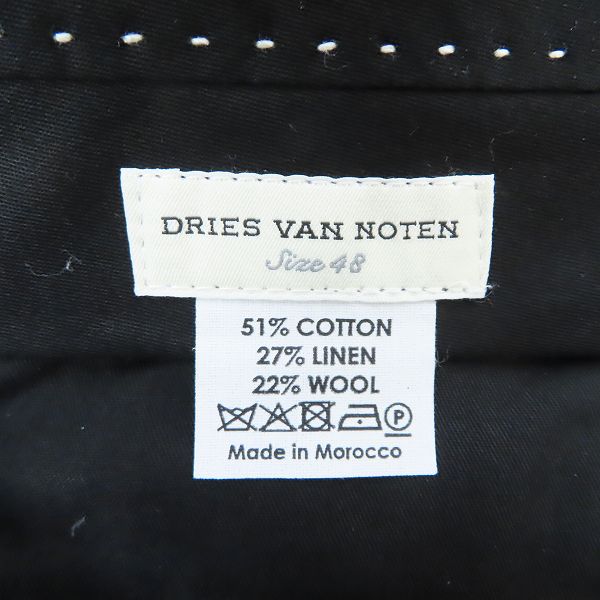 DRIES VAN NOTEN
Size 48
51% COTTON
27% LINEN
22% WOOL
P
Made in Morocco